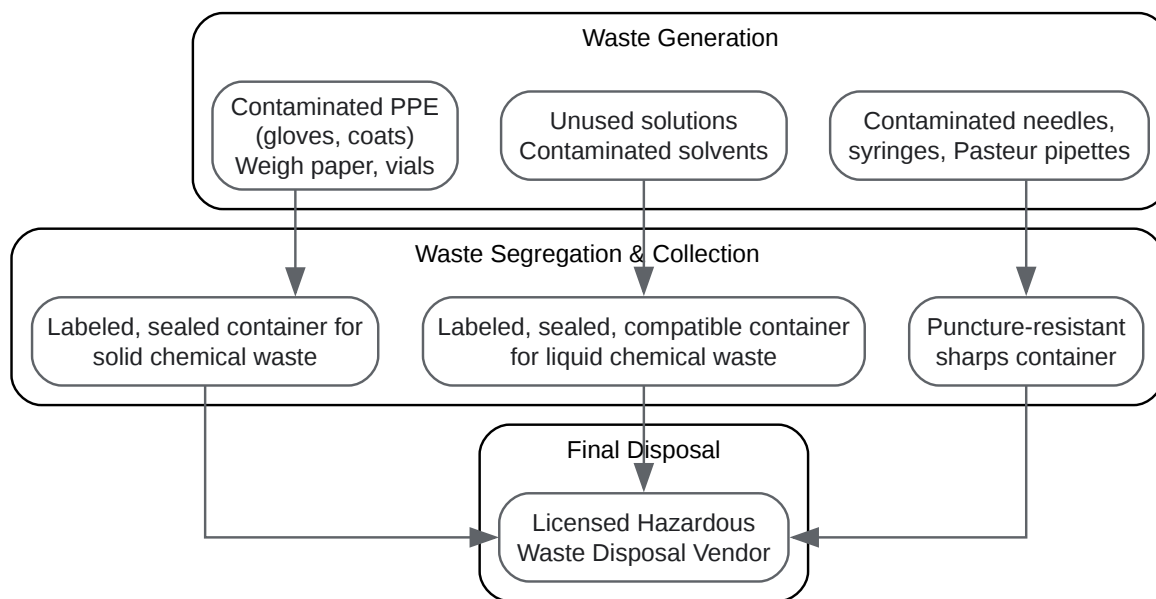 Waste Generation
Contaminated PPE
(gloves, coats)
Weigh paper, vials
Unused solutions
Contaminated solvents
Contaminated needles,
syringes, Pasteur pipettes
Waste Segregation & Collection
Labeled, sealed container for
solid chemical waste
Labeled, sealed, compatible container
for liquid chemical waste
Puncture-resistant
sharps container
Final Disposal
Licensed Hazardous
Waste Disposal Vendor